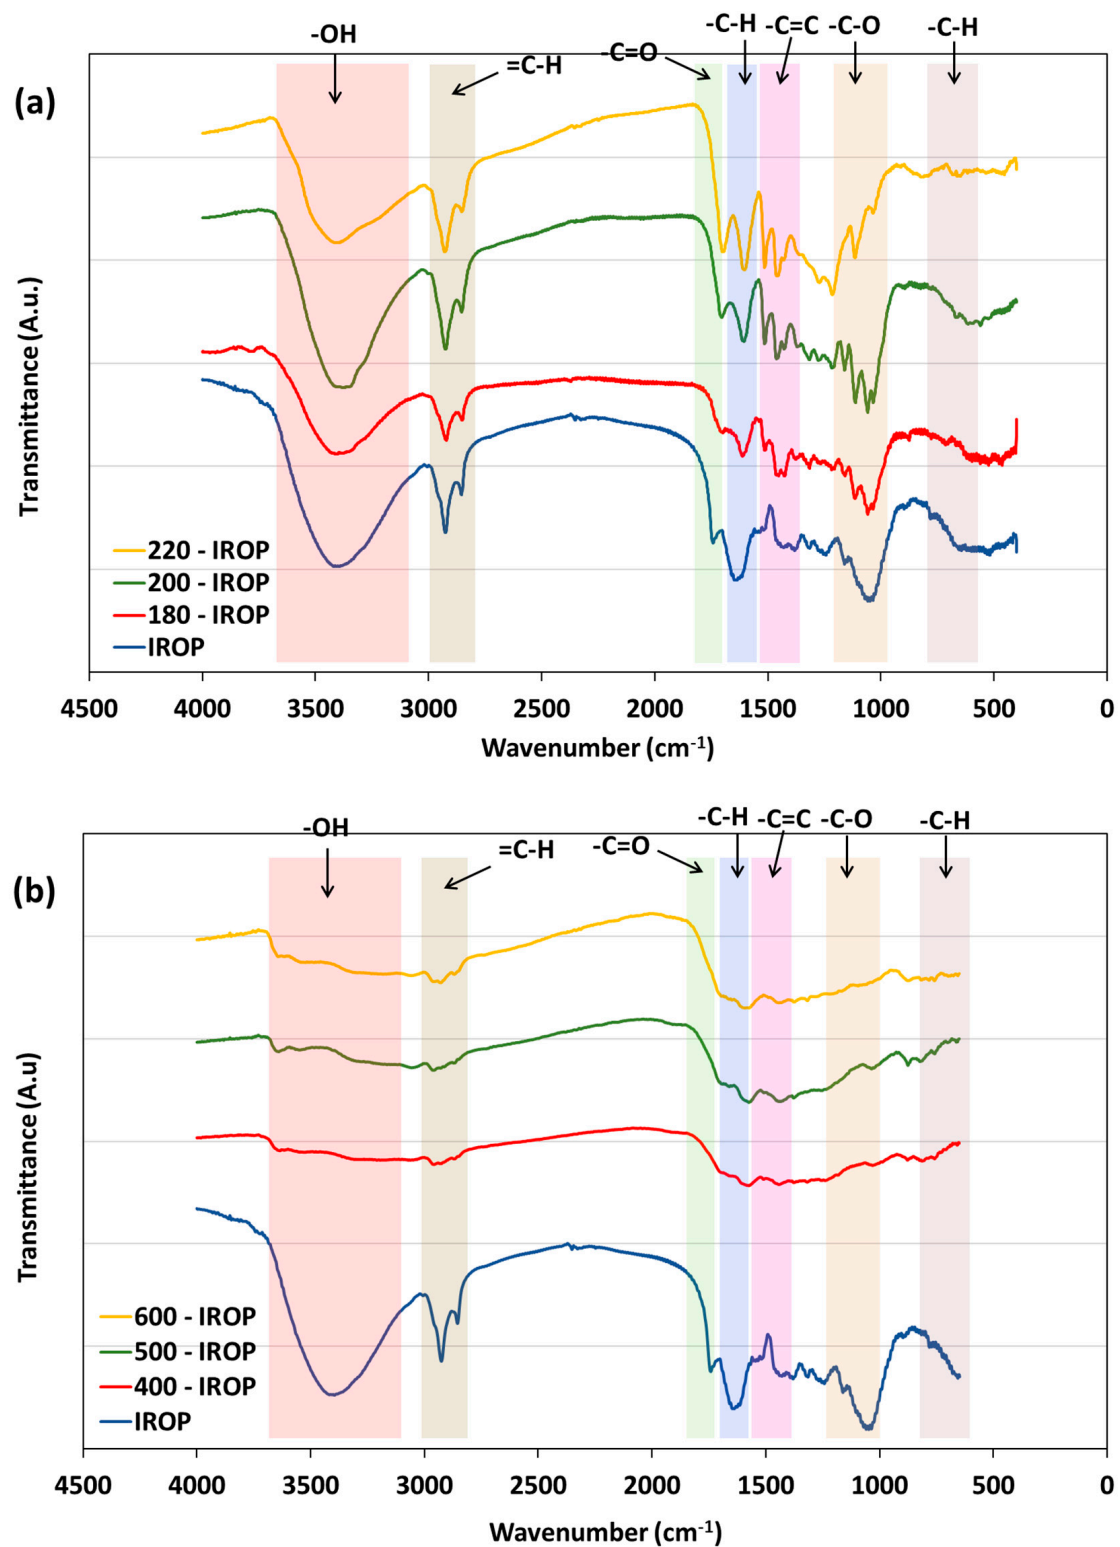 -OH
=C-H
-C=O
-C-H
-C=C
-C-O
-C-H
(a)
Transmittance (A.u.)
220 - IROP
200 - IROP
180 - IROP
IROP
4500 4000 3500 3000 2500 2000 1500 1000 500 0
Wavenumber (cm⁻¹)
-OH
=C-H
-C=O
-C-H
-C=C
-C-O
-C-H
(b)
Transmittance (A.u)
600 - IROP
500 - IROP
400 - IROP
IROP
4500 4000 3500 3000 2500 2000 1500 1000 500 0
Wavenumber (cm⁻¹)